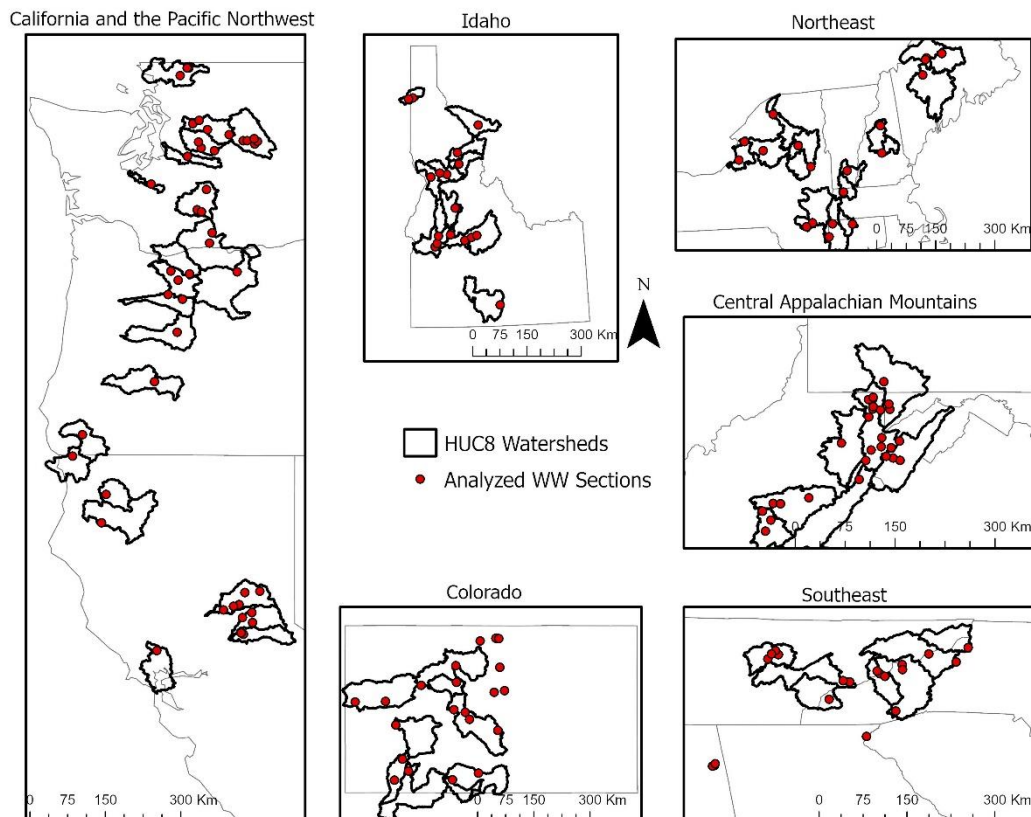 California and the Pacific Northwest
0 75 150 300 Km
Idaho
0 75 150 300 Km
N
HUC8 Watersheds
Analyzed WW Sections
Colorado
0 75 150 300 Km
Northeast
0 75 150 300 Km
Central Appalachian Mountains
0 75 150 300 Km
Southeast
0 75 150 300 Km